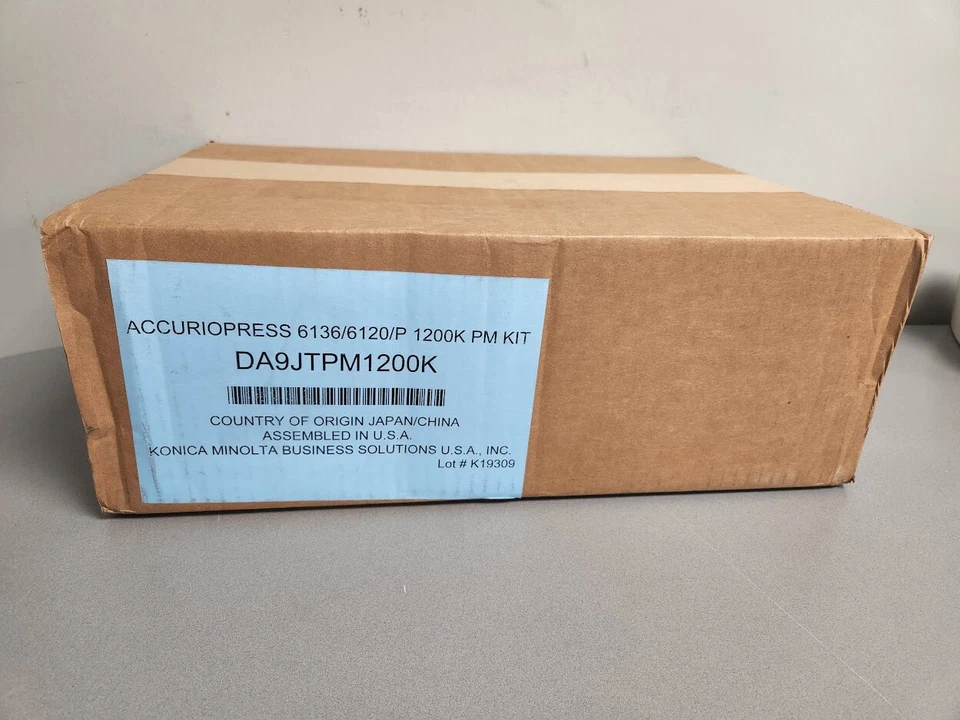 ACCURIOPRESS 6136/6120/P 1200K PM KIT
DA9JTPM1200K
COUNTRY OF ORIGIN JAPAN/CHINA
ASSEMBLED IN U.S.A.
KONICA MINOLTA BUSINESS SOLUTIONS U.S.A., INC.
Lot # K19309